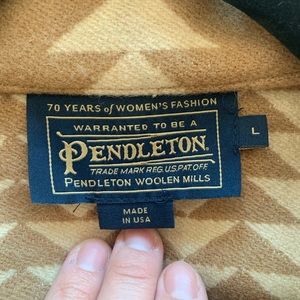 70 YEARS of WOMEN'S FASHION
WARRANTED TO BE A
PENDLETON
TRADE MARK REG. U.S. PAT. OFF.
PENDLETON WOOLEN MILLS
L
MADE
IN USA